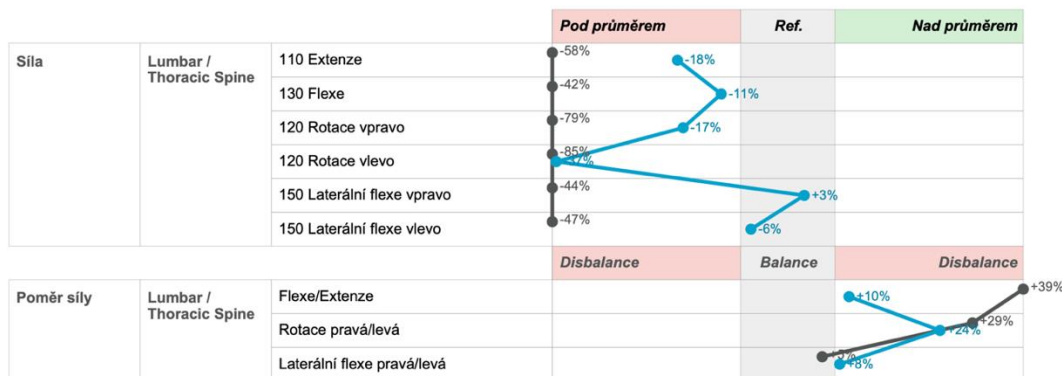 Pod průměrem Ref. Nad průměrem
Síla Lumbar / Thoracic Spine 110 Extenze -58% -18%
130 Flexe -42% -11%
120 Rotace vpravo -79% -17%
120 Rotace vlevo -85%
150 Laterální flexe vpravo -44% +3%
150 Laterální flexe vlevo -47% -6%
Disbalance Balance Disbalance
Poměr síly Lumbar / Thoracic Spine Flexe/Extenze +10% +39%
Rotace pravá/levá +24% +29%
Laterální flexe pravá/levá +8%